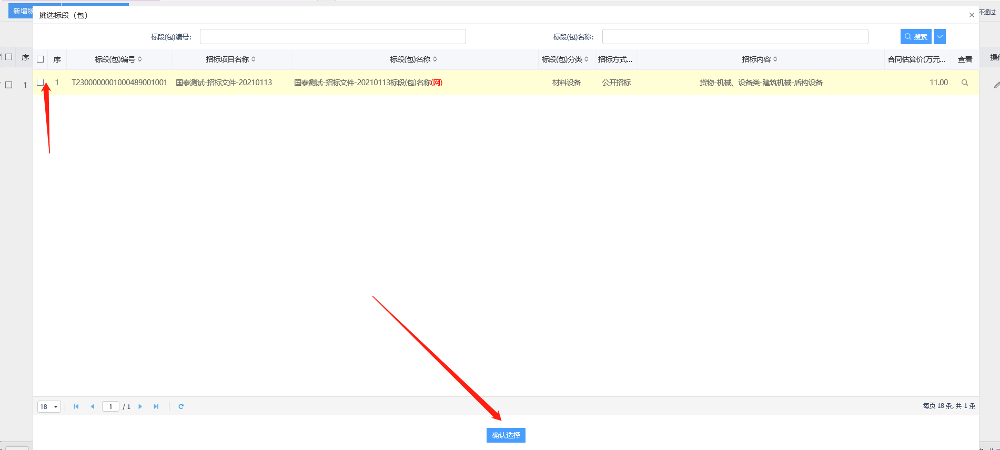 新增场
不通过
挑选标段（包）
标段(包)编号：
标段(包)名称：
搜索
序
序 标段(包)编号 招标项目名称 标段(包)名称 标段(包)分类 招标方式... 招标内容 合同估算价(万元... 查看
1
1 T2300000001000489001001 国泰测试-招标文件-20210113 国泰测试-招标文件-20210113标段(包)名称(网) 材料设备 公开招标 货物-机械、设备类-建筑机械-盾构设备 11.00
18 1 / 1 每页 18 条, 共 1 条
确认选择